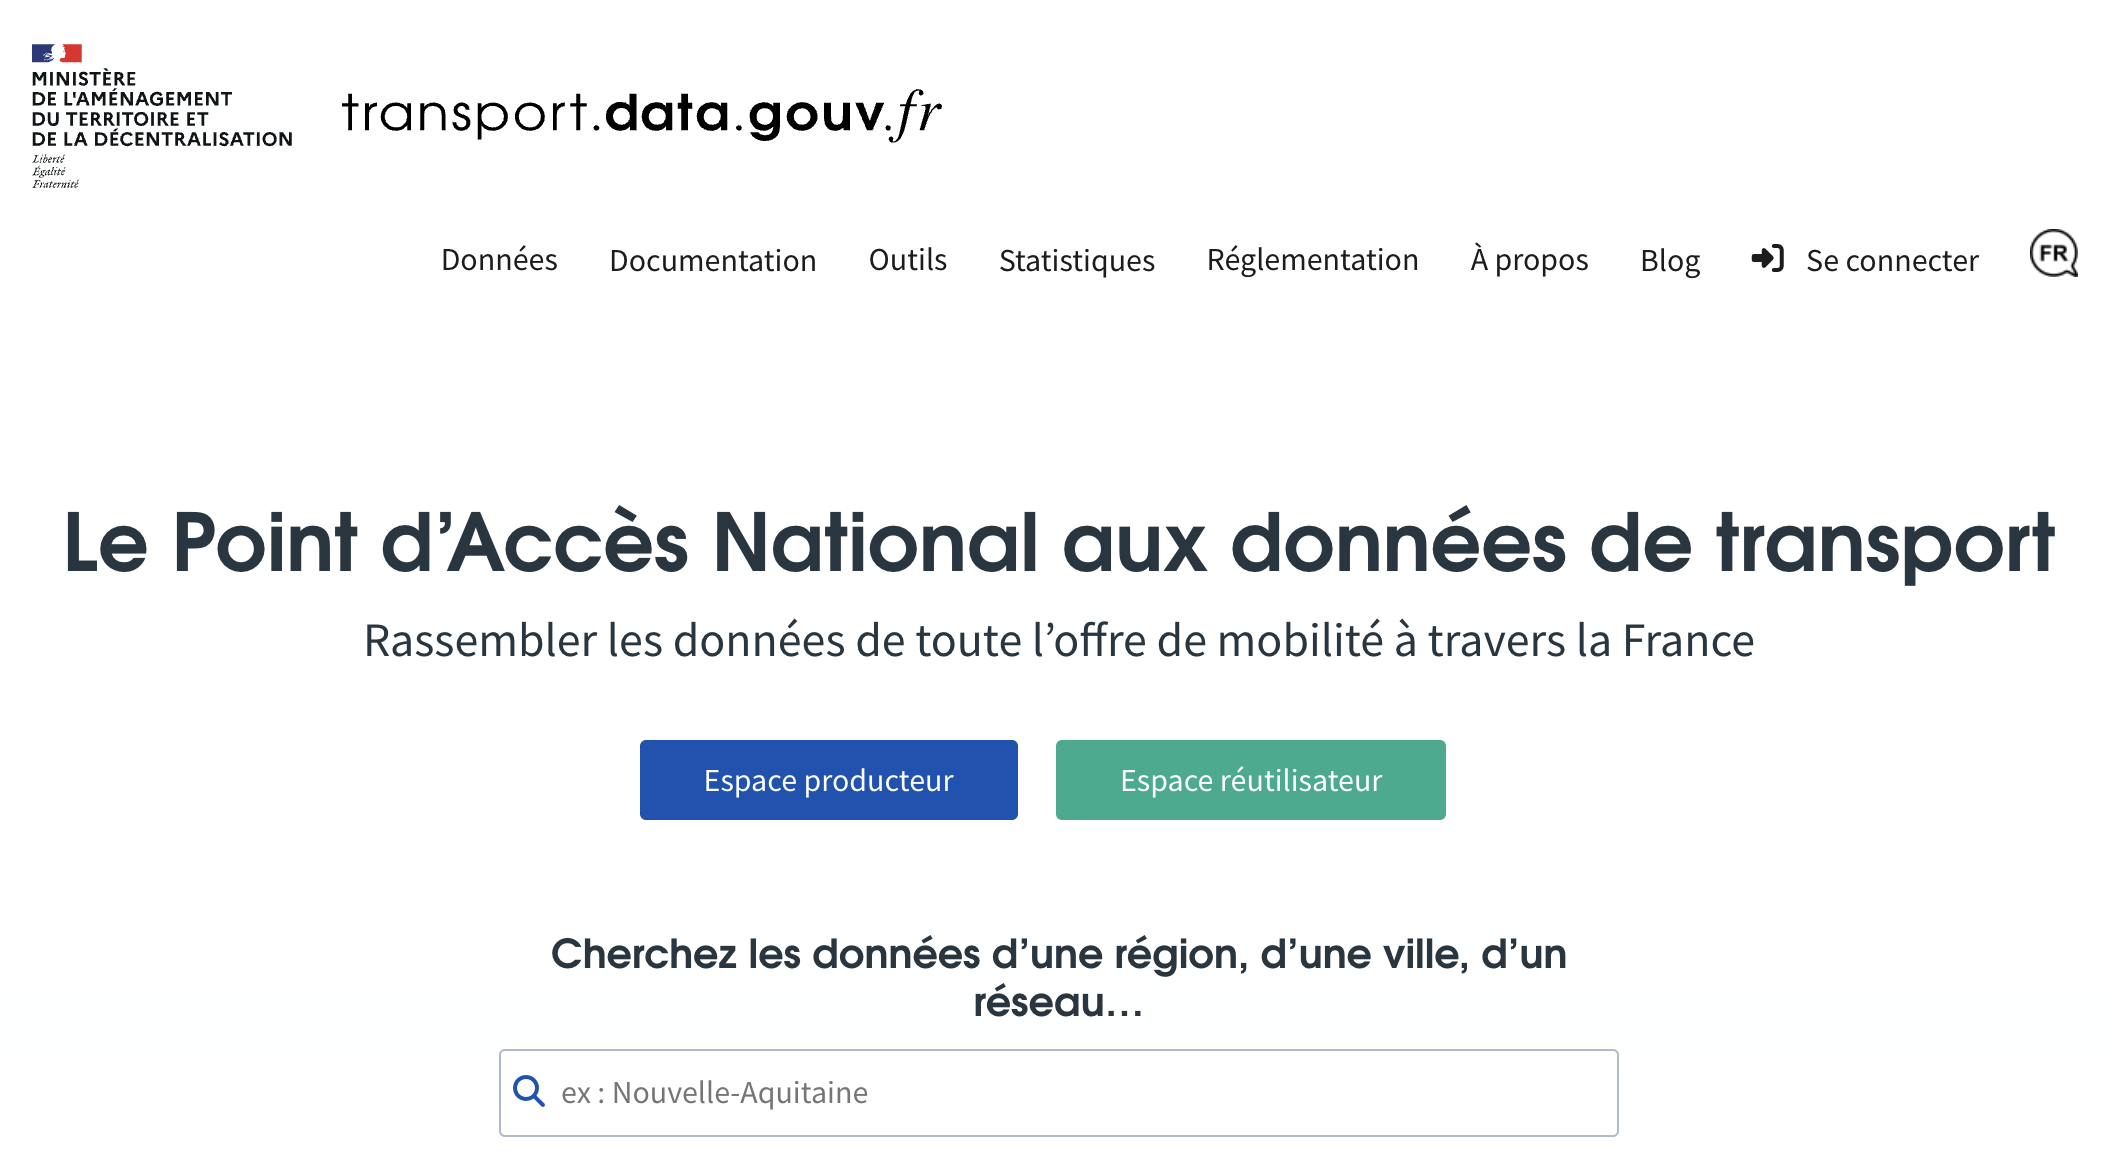 MINISTÈRE
DE L'AMÉNAGEMENT
DU TERRITOIRE ET
DE LA DÉCENTRALISATION
Liberté
Égalité
Fraternité
transport.data.gouv.fr
Données Documentation Outils Statistiques Réglementation À propos Blog Se connecter FR
Le Point d’Accès National aux données de transport
Rassembler les données de toute l’offre de mobilité à travers la France
Espace producteur Espace réutilisateur
Cherchez les données d’une région, d’une ville, d’un
réseau…
ex : Nouvelle-Aquitaine